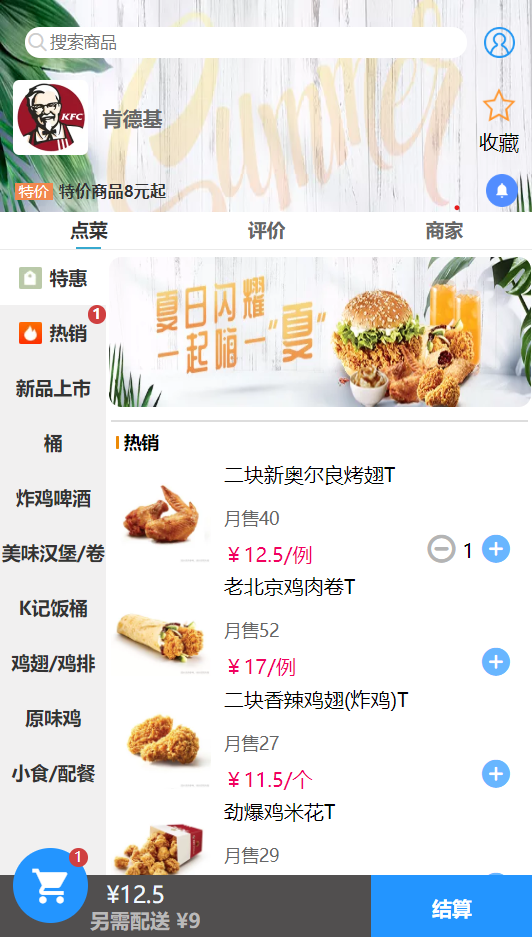 搜索商品
KFC
肯德基
收藏
Summer
特价 特价商品8元起
点菜 评价 商家
特惠
热销 1
新品上市
桶
炸鸡啤酒
美味汉堡/卷
K记饭桶
鸡翅/鸡排
原味鸡
小食/配餐
夏日闪耀
一起嗨一“夏”
热销
二块新奥尔良烤翅T
月售40
￥12.5/例
1
老北京鸡肉卷T
月售52
￥17/例
二块香辣鸡翅(炸鸡)T
月售27
￥11.5/个
劲爆鸡米花T
月售29
1
¥12.5
另需配送 ¥9
结算